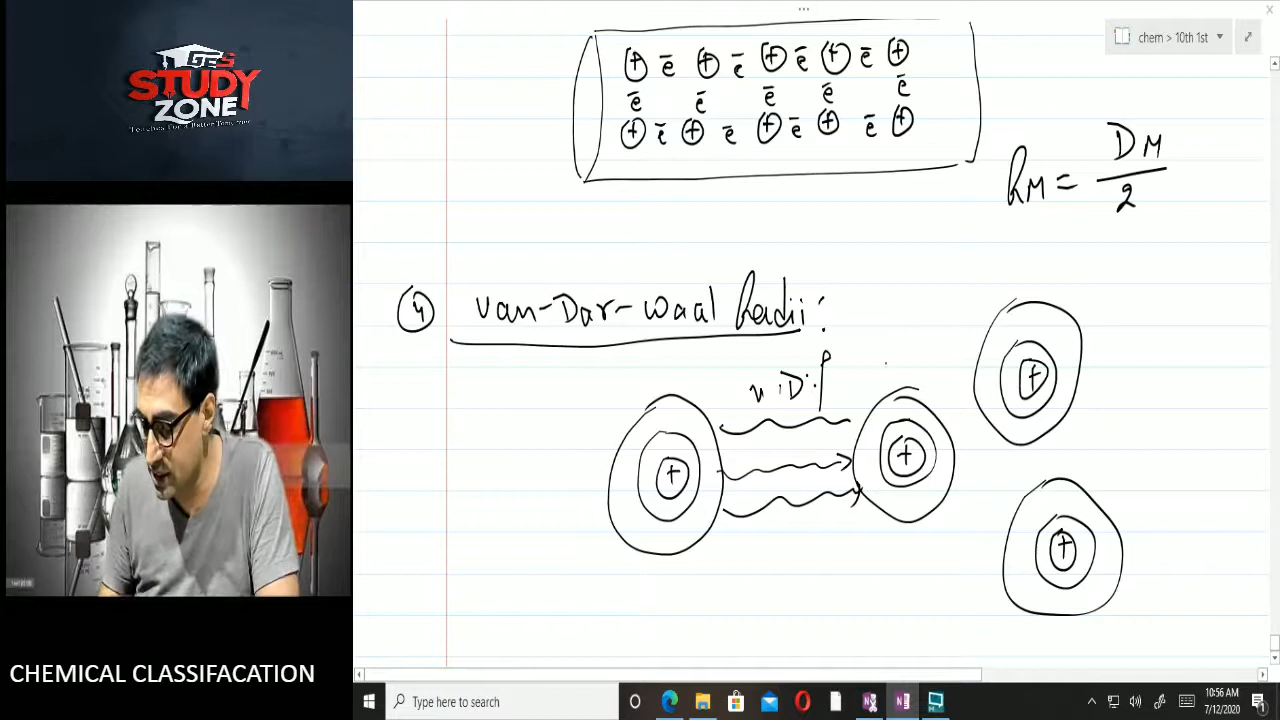 GES
STUDY
ZONE
chem > 10th 1st
+ ē + ē + ē + ē +
ē ē ē ē ē
+ ē + ē + ē + ē +
RM = DM
2
4 Van-Dar-Waal Radii:
+
+
+
+
CHEMICAL CLASSIFACATION
Type here to search
10:56 AM
7/12/2020